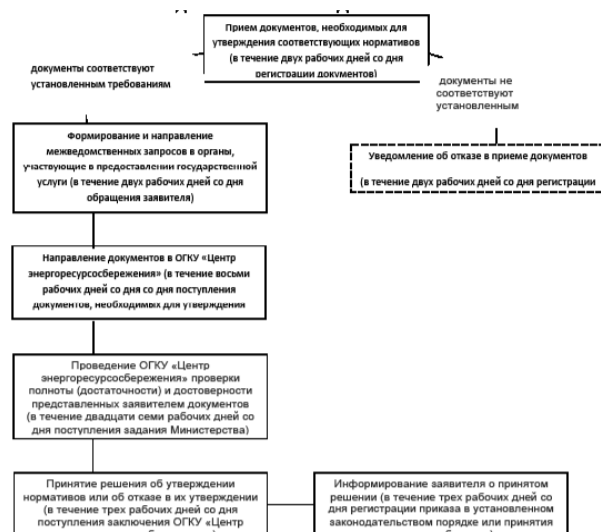 Прием документов, необходимых для
утверждения соответствующих нормативов
(в течение двух рабочих дней со дня
регистрации документов)
документы соответствуют
установленным требованиям
документы не
соответствуют
установленным
Формирование и направление
межведомственных запросов в органы,
участвующие в предоставлении государственной
услуги (в течение двух рабочих дней со дня
обращения заявителя)
Уведомление об отказе в приеме документов
(в течение двух рабочих дней со дня регистрации
Направление документов в ОГКУ «Центр
энергоресурсосбережения» (в течение восьми
рабочих дней со дня со дня поступления
документов, необходимых для утверждения
Проведение ОГКУ «Центр
энергоресурсосбережения» проверки
полноты (достаточности) и достоверности
представленных заявителем документов
(в течение двадцати семи рабочих дней со
дня поступления задания Министерства)
Принятие решения об утверждении
нормативов или об отказе в их утверждении
(в течение трех рабочих дней со дня
поступления заключения ОГКУ «Центр
Информирование заявителя о принятом
решении (в течение трех рабочих дней со
дня регистрации приказа в установленном
законодательством порядке или принятия